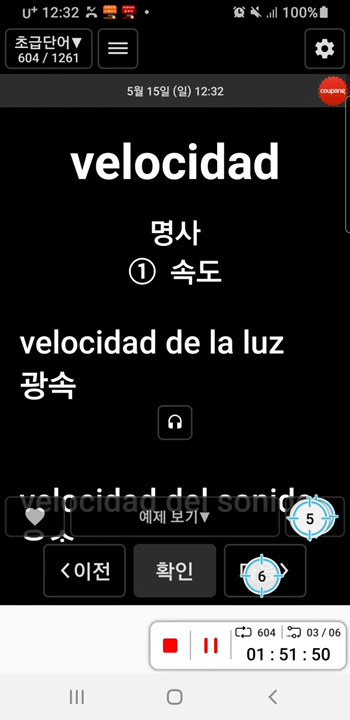 U+ 12:32
100%
초급단어▼
604 / 1261
5월 15일 (일) 12:32
coupang
velocidad
명사
① 속도
velocidad de la luz
광속
velocidad del sonido
예제 보기▼
5
<이전
확인
6
604
03 / 06
01 : 51 : 50